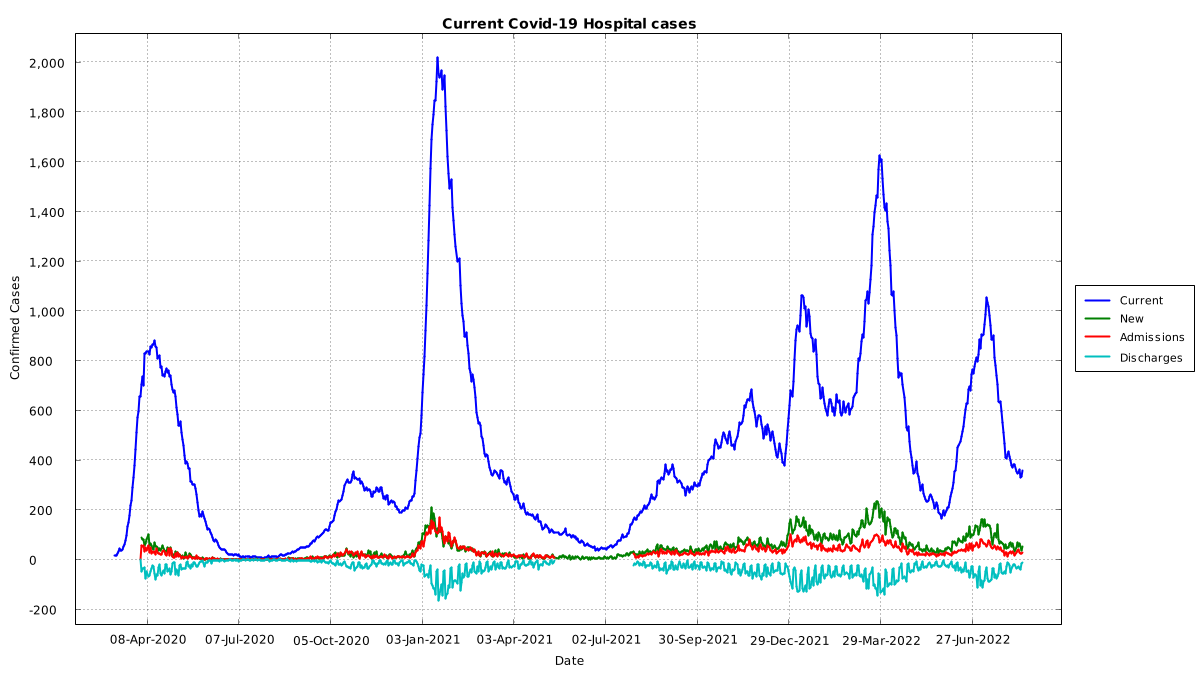 Current Covid-19 Hospital cases
2,000
1,800
1,600
1,400
1,200
1,000
800
600
400
200
0
-200
Confirmed Cases
08-Apr-2020 07-Jul-2020 05-Oct-2020 03-Jan-2021 03-Apr-2021 02-Jul-2021 30-Sep-2021 29-Dec-2021 29-Mar-2022 27-Jun-2022
Date
Current
New
Admissions
Discharges